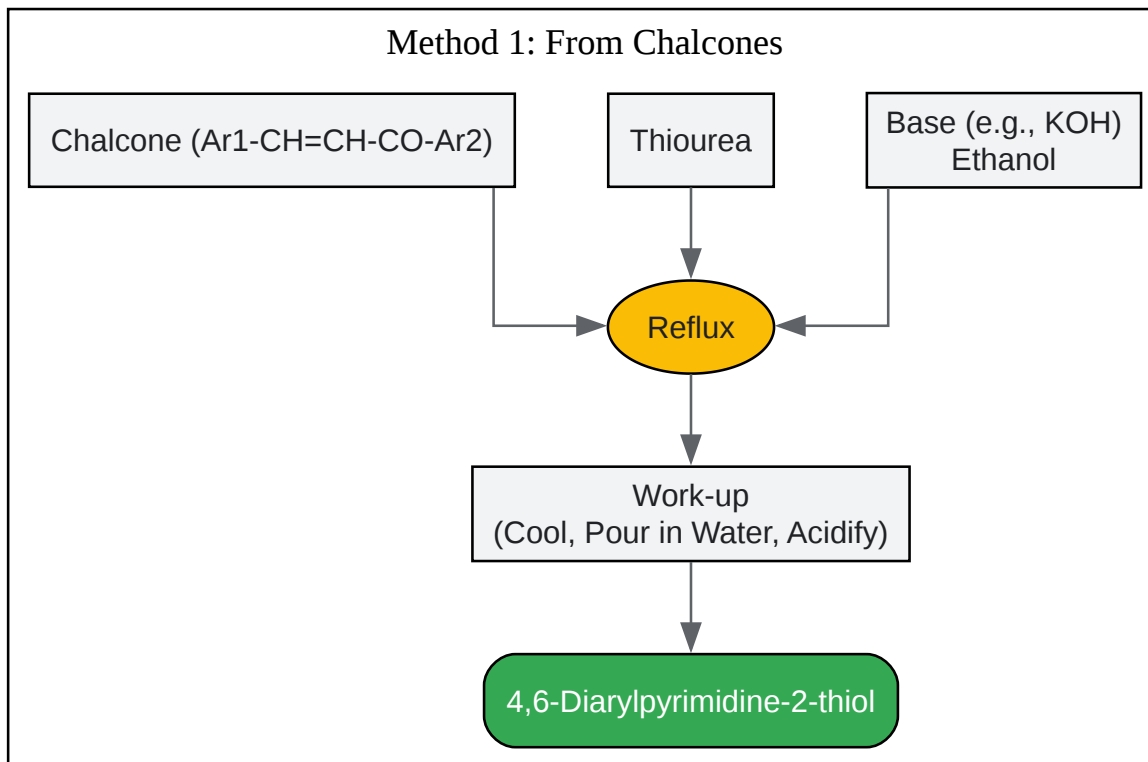 Method 1: From Chalcones
Chalcone (Ar1-CH=CH-CO-Ar2)
Thiourea
Base (e.g., KOH)
Ethanol
Reflux
Work-up
(Cool, Pour in Water, Acidify)
4,6-Diarylpyrimidine-2-thiol